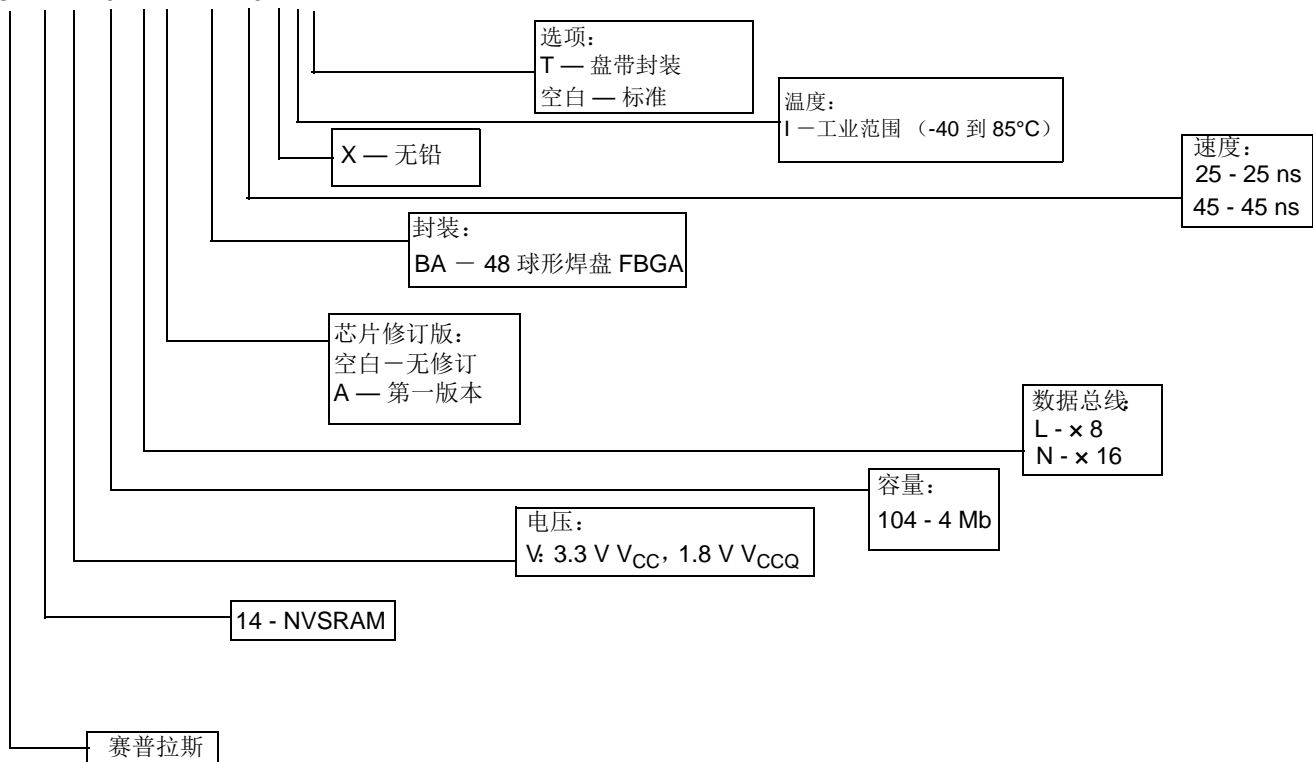 选项：
T — 盘带封装
空白 — 标准
温度：
I －工业范围 （-40 到 85°C）
X — 无铅
速度：
25 - 25 ns
45 - 45 ns
封装：
BA － 48 球形焊盘 FBGA
芯片修订版：
空白－无修订
A — 第一版本
数据总线：
L - × 8
N - × 16
容量：
104 - 4 Mb
电压：
V: 3.3 V VCC，1.8 V VCCQ
14 - NVSRAM
赛普拉斯